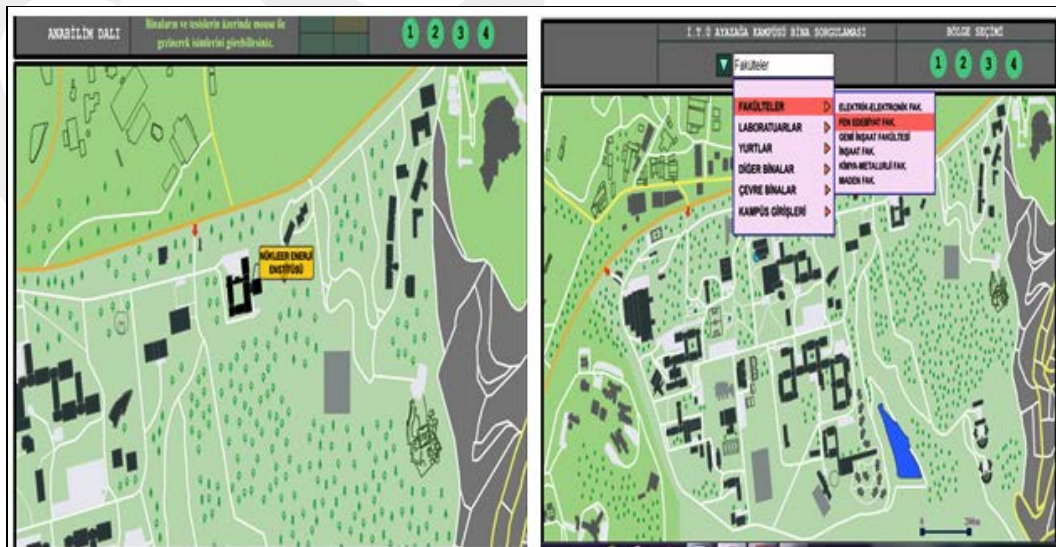 ANABİLİM DALI
Binaların ve tesislerin üzerinde mouse ile
gezinerek isimlerini görebilirsiniz.
1 2 3 4
NÜKLEER ENERJİ
ENSTİTÜSÜ
İ.T.Ü AYAZAĞA KAMPÜSÜ BİNA SORGULAMASI
BÖLGE SEÇİMİ
Fakülteler
1 2 3 4
FAKÜLTELER
LABORATUARLAR
YURTLAR
DİĞER BİNALAR
ÇEVRE BİNALAR
KAMPÜS GİRİŞLERİ
ELEKTRİK-ELEKTRONİK FAK.
FEN EDEBİYAT FAK.
GEMİ İNŞAAT FAKÜLTESİ
İNŞAAT FAK.
KİMYA-METALURJİ FAK.
MADEN FAK.
0